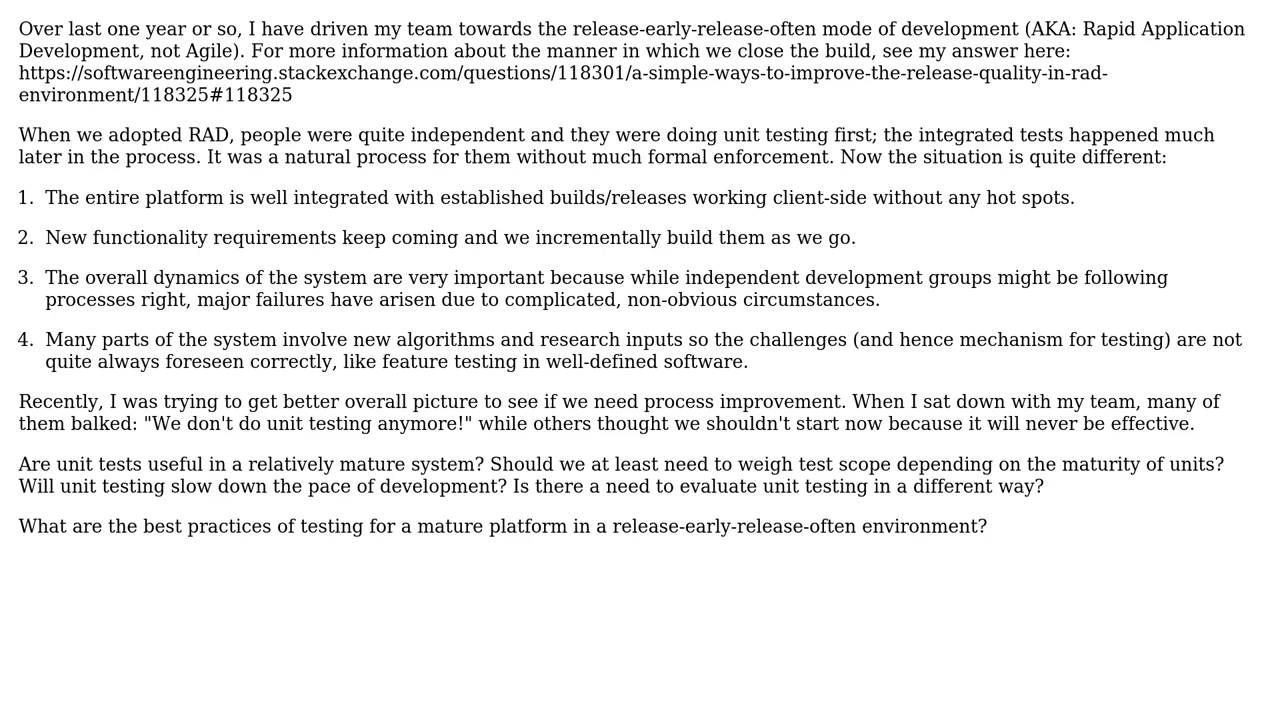 Over last one year or so, I have driven my team towards the release-early-release-often mode of development (AKA: Rapid Application
Development, not Agile). For more information about the manner in which we close the build, see my answer here:
https://softwareengineering.stackexchange.com/questions/118301/a-simple-ways-to-improve-the-release-quality-in-rad-
environment/118325#118325
When we adopted RAD, people were quite independent and they were doing unit testing first; the integrated tests happened much
later in the process. It was a natural process for them without much formal enforcement. Now the situation is quite different:
1. The entire platform is well integrated with established builds/releases working client-side without any hot spots.
2. New functionality requirements keep coming and we incrementally build them as we go.
3. The overall dynamics of the system are very important because while independent development groups might be following
processes right, major failures have arisen due to complicated, non-obvious circumstances.
4. Many parts of the system involve new algorithms and research inputs so the challenges (and hence mechanism for testing) are not
quite always foreseen correctly, like feature testing in well-defined software.
Recently, I was trying to get better overall picture to see if we need process improvement. When I sat down with my team, many of
them balked: "We don't do unit testing anymore!" while others thought we shouldn't start now because it will never be effective.
Are unit tests useful in a relatively mature system? Should we at least need to weigh test scope depending on the maturity of units?
Will unit testing slow down the pace of development? Is there a need to evaluate unit testing in a different way?
What are the best practices of testing for a mature platform in a release-early-release-often environment?